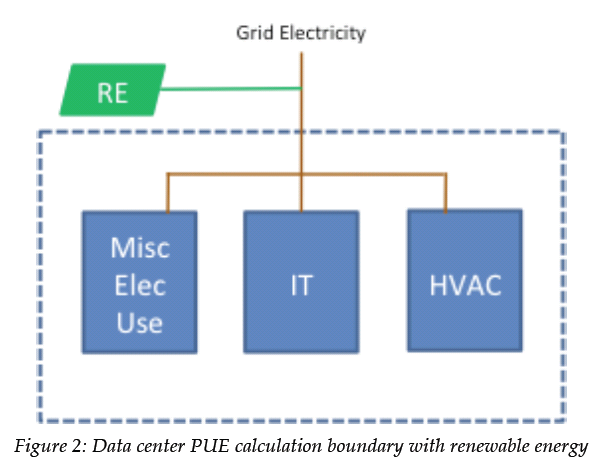 Grid Electricity
RE
Misc
Elec
Use
IT
HVAC
Figure 2: Data center PUE calculation boundary with renewable energy